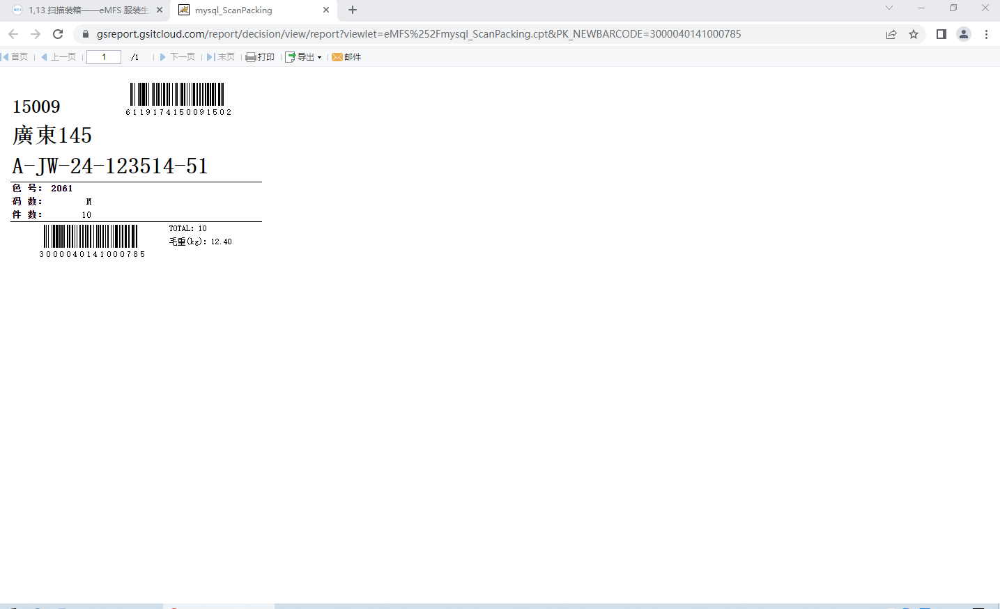 1,13 扫描装箱——eMFS 服装生
mysql_ScanPacking
gsreport.gsitcloud.com/report/decision/view/report?viewlet=eMFS%252Fmysql_ScanPacking.cpt&PK_NEWBARCODE=3000040141000785
首页 上一页 1 /1 下一页 末页 打印 导出 邮件
15009
6119174150091502
廣東145
A-JW-24-123514-51
色 号: 2061
码 数: M
件 数: 10
TOTAL: 10
毛重(kg): 12.40
3000040141000785